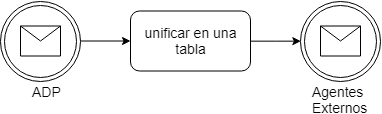 unificar en una
tabla
ADP
Agentes
Externos